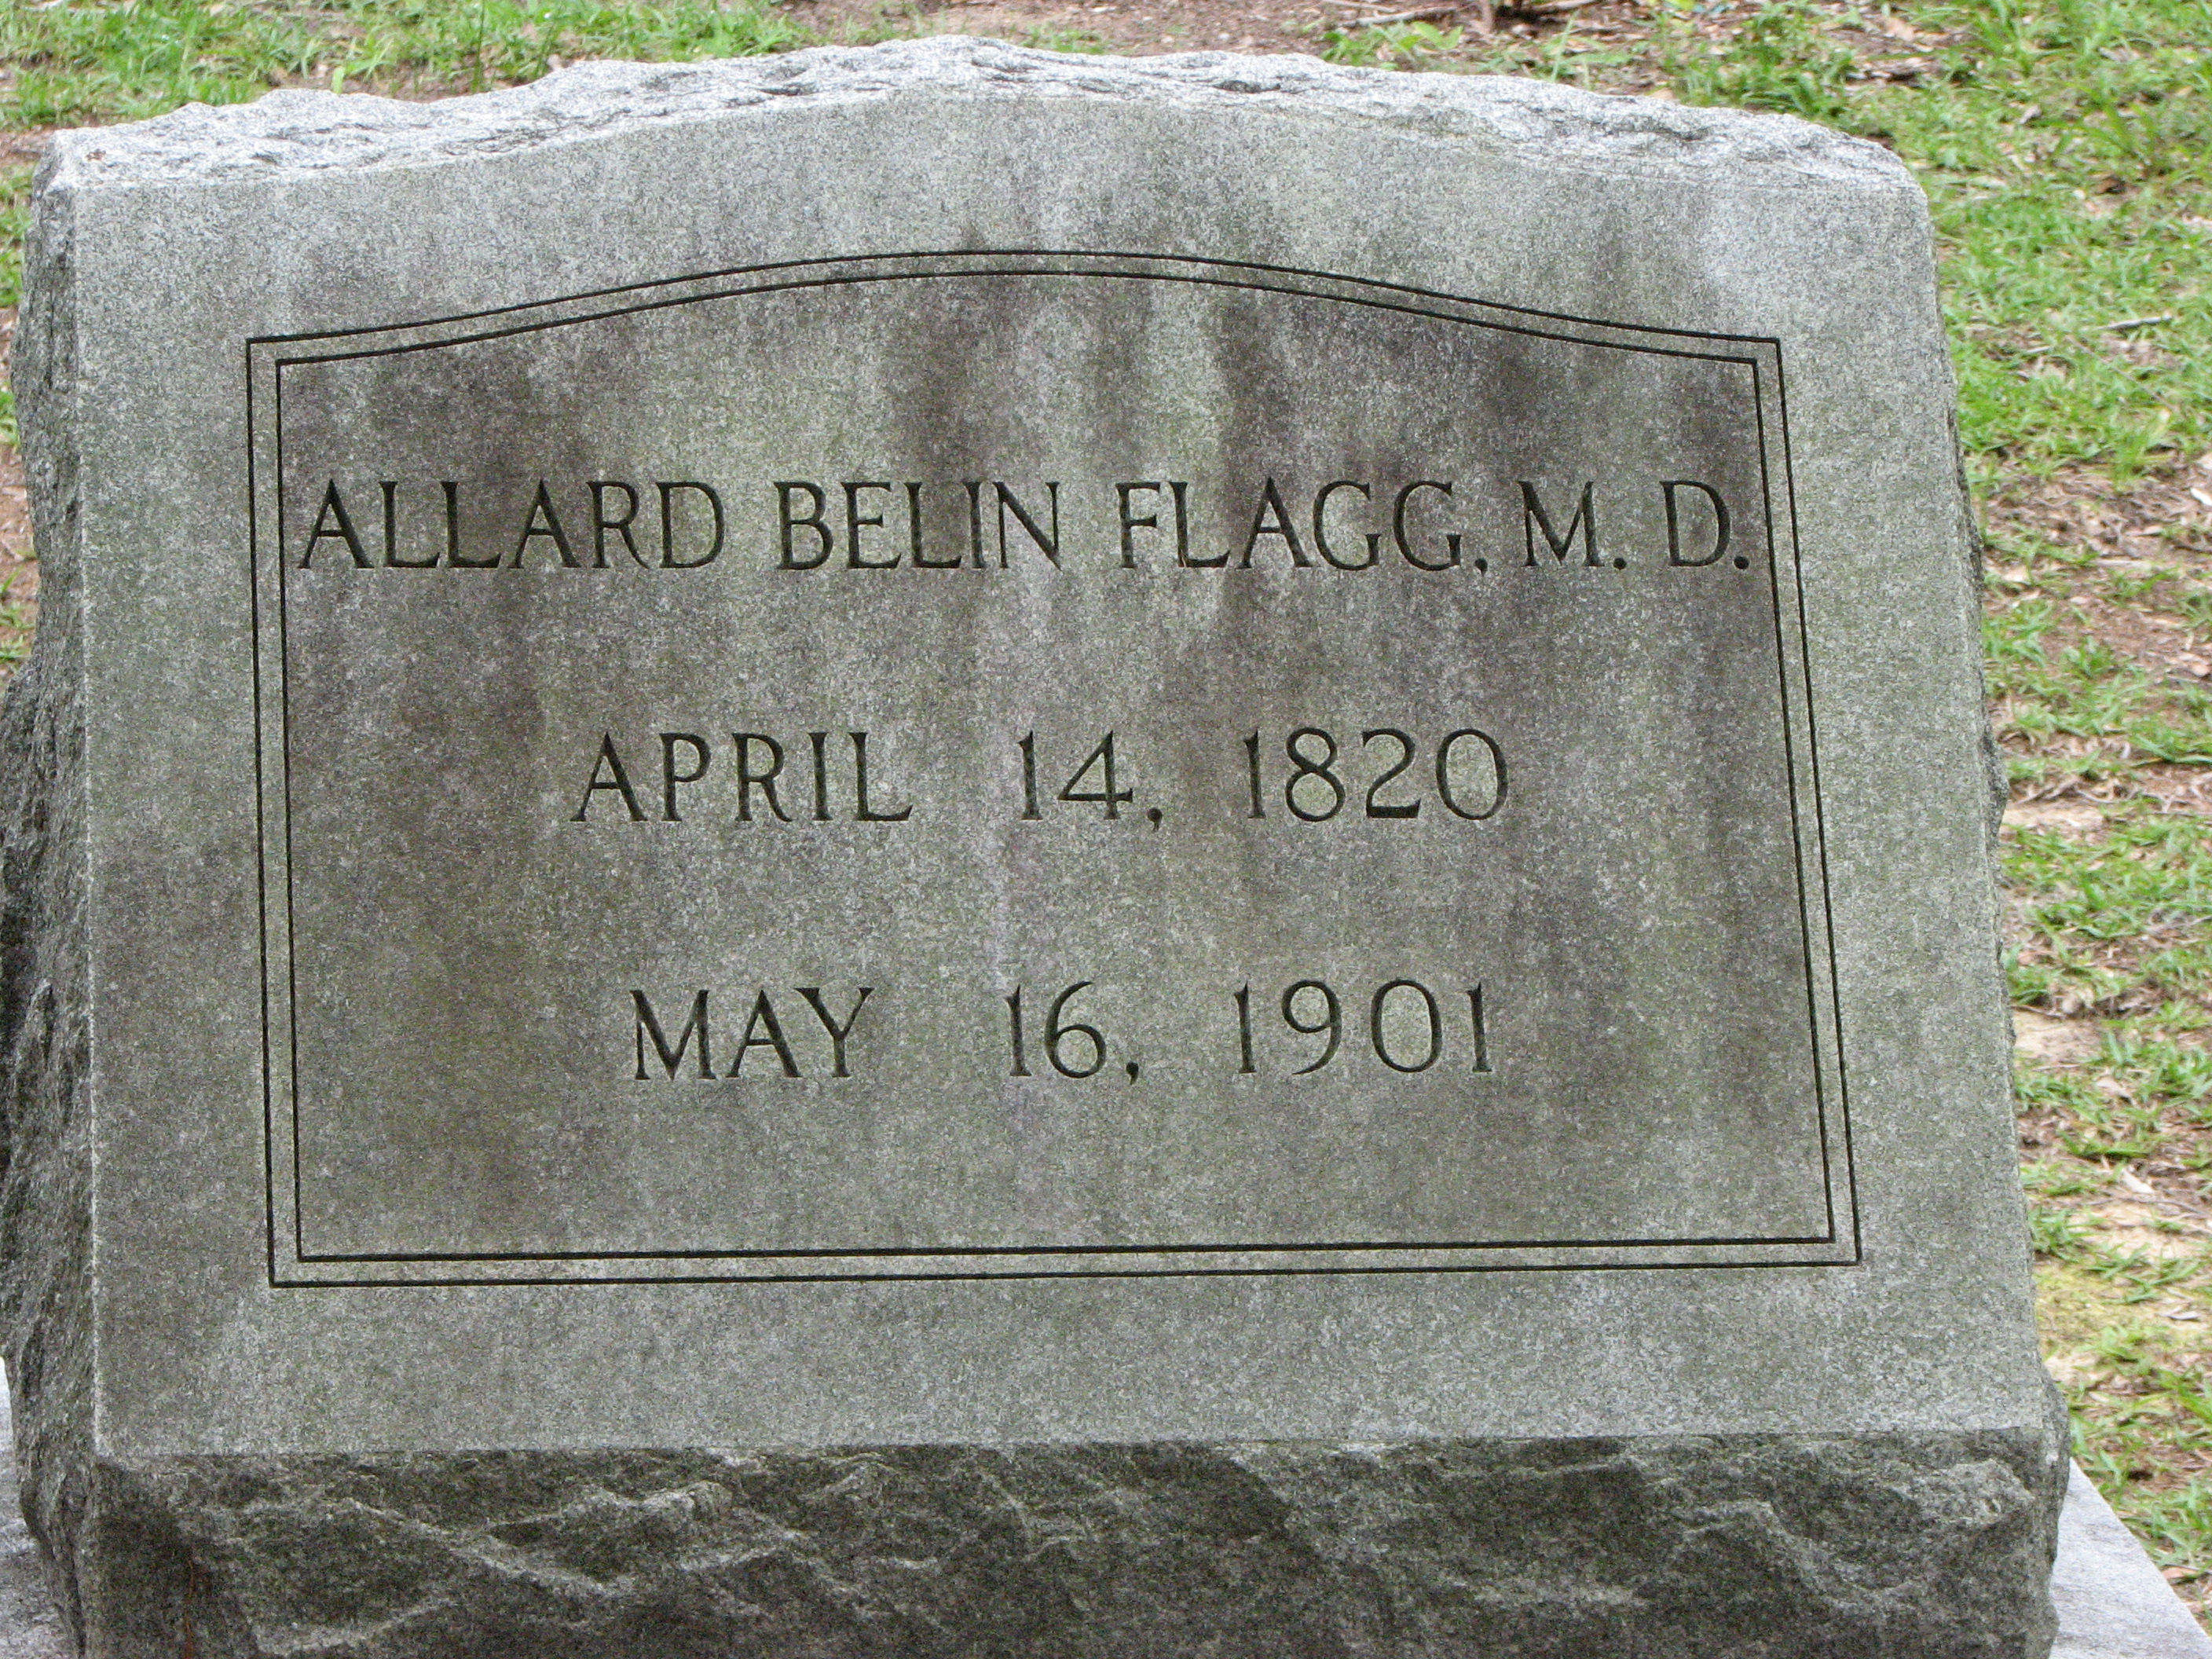 ALLARD BELIN FLAGG, M. D.
APRIL 14, 1820
MAY 16, 1901